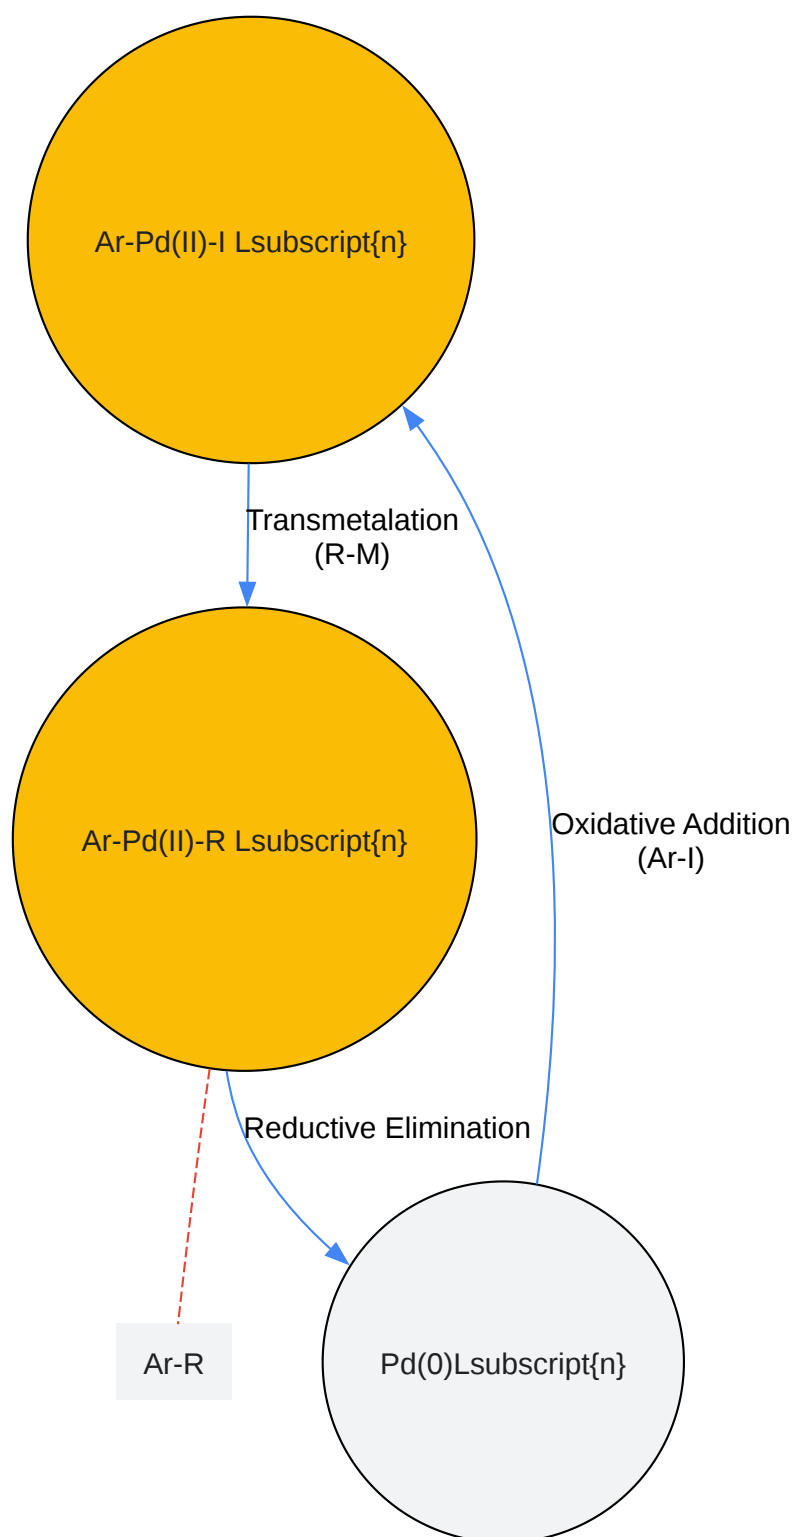 Ar-Pd(II)-I Lsubscript{n}
Transmetalation
(R-M)
Ar-Pd(II)-R Lsubscript{n}
Oxidative Addition
(Ar-I)
Reductive Elimination
Ar-R
Pd(0)Lsubscript{n}